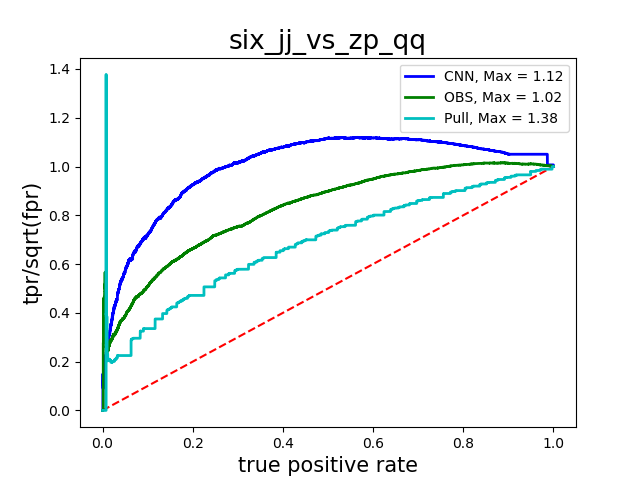 six_jj_vs_zp_qq
CNN, Max = 1.12
OBS, Max = 1.02
Pull, Max = 1.38
tpr/sqrt(fpr)
1.4
1.2
1.0
0.8
0.6
0.4
0.2
0.0
0.0 0.2 0.4 0.6 0.8 1.0
true positive rate